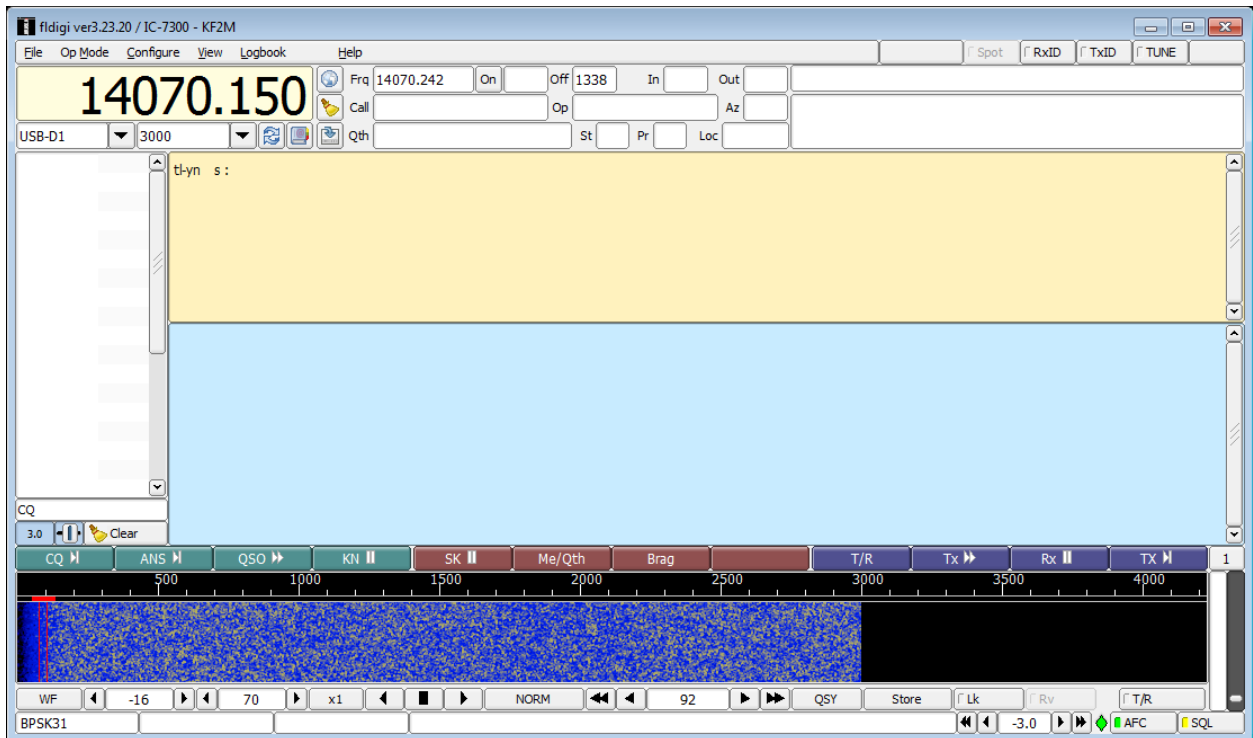 fldigi ver3.23.20 / IC-7300 - KF2M
File Op Mode Configure View Logbook Help Spot RxID TxID TUNE
14070.150 Frq 14070.242 On Off 1338 In Out
Call Op Az
USB-D1 3000 Qth St Pr Loc
tl-yn s :
CQ
3.0 Clear
CQ ANS QSO KN SK Me/Qth Brag T/R Tx Rx TX 1
500 1000 1500 2000 2500 3000 3500 4000
WF -16 70 x1 NORM 92 QSY Store Lk Rv T/R
BPSK31 -3.0 AFC SQL